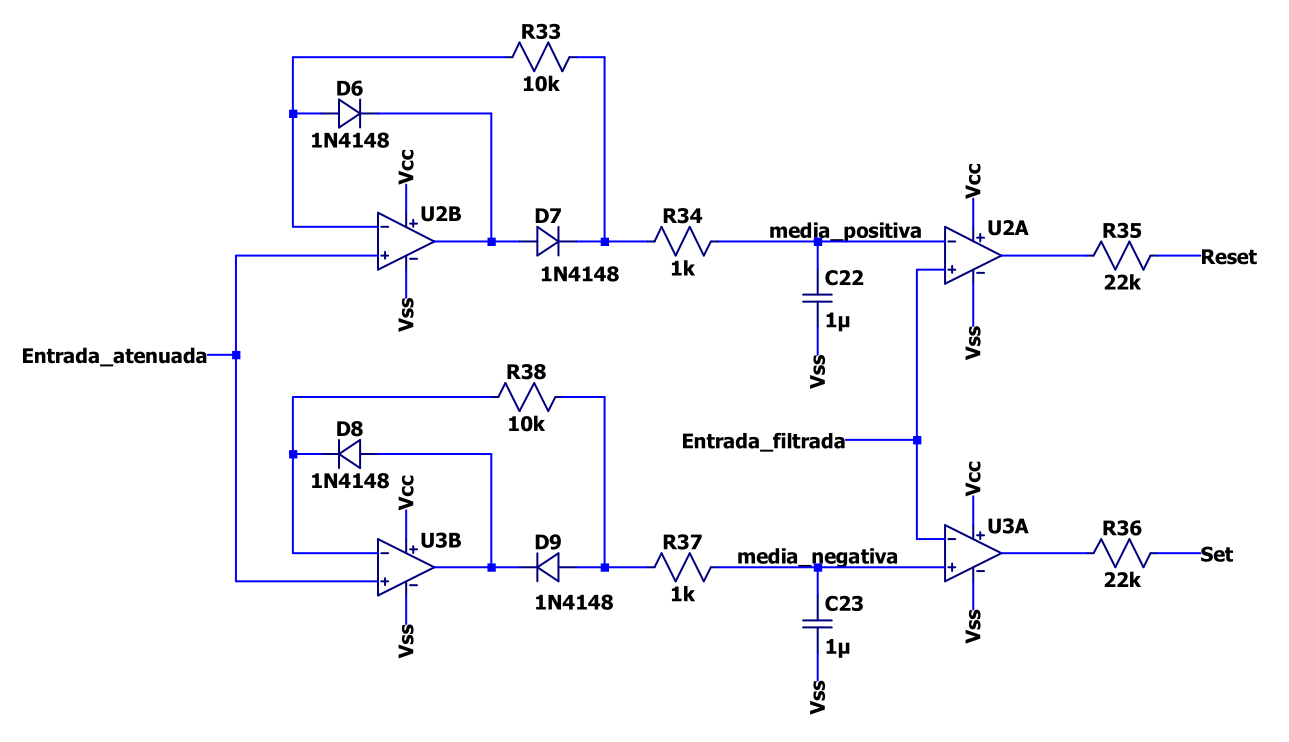 R33
10k
D6
1N4148
Vcc
U2B
Vss
D7
1N4148
R34
1k
media_positiva
C22
1µ
Vss
Vcc
U2A
Vss
R35
22k
Reset
Entrada_atenuada
R38
10k
D8
1N4148
Vcc
U3B
Vss
D9
1N4148
R37
1k
media_negativa
C23
1µ
Vss
Entrada_filtrada
Vcc
U3A
Vss
R36
22k
Set